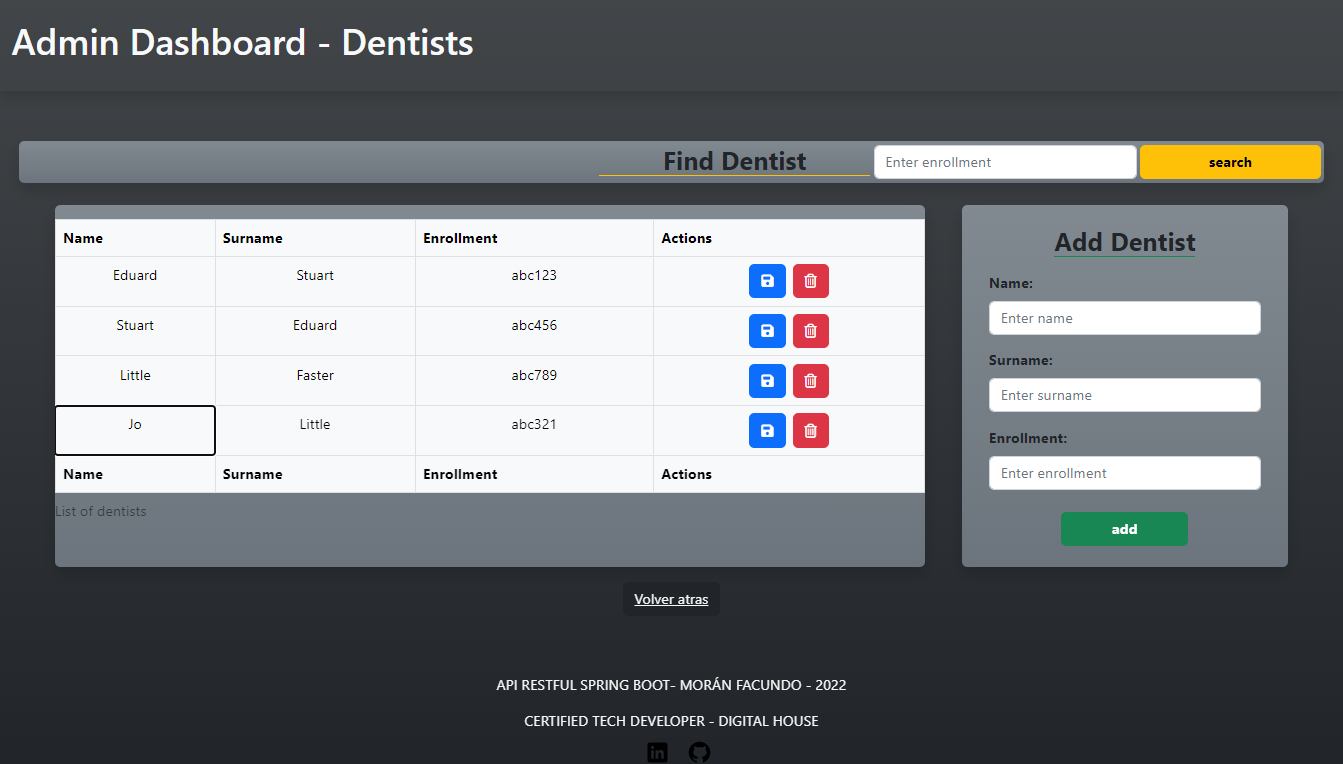 Admin Dashboard - Dentists
Find Dentist Enter enrollment search
Name Surname Enrollment Actions
Eduard Stuart abc123
Stuart Eduard abc456
Little Faster abc789
Jo Little abc321
Name Surname Enrollment Actions
List of dentists
Add Dentist
Name:
Enter name
Surname:
Enter surname
Enrollment:
Enter enrollment
add
Volver atras
API RESTFUL SPRING BOOT- MORÁN FACUNDO - 2022
CERTIFIED TECH DEVELOPER - DIGITAL HOUSE
in